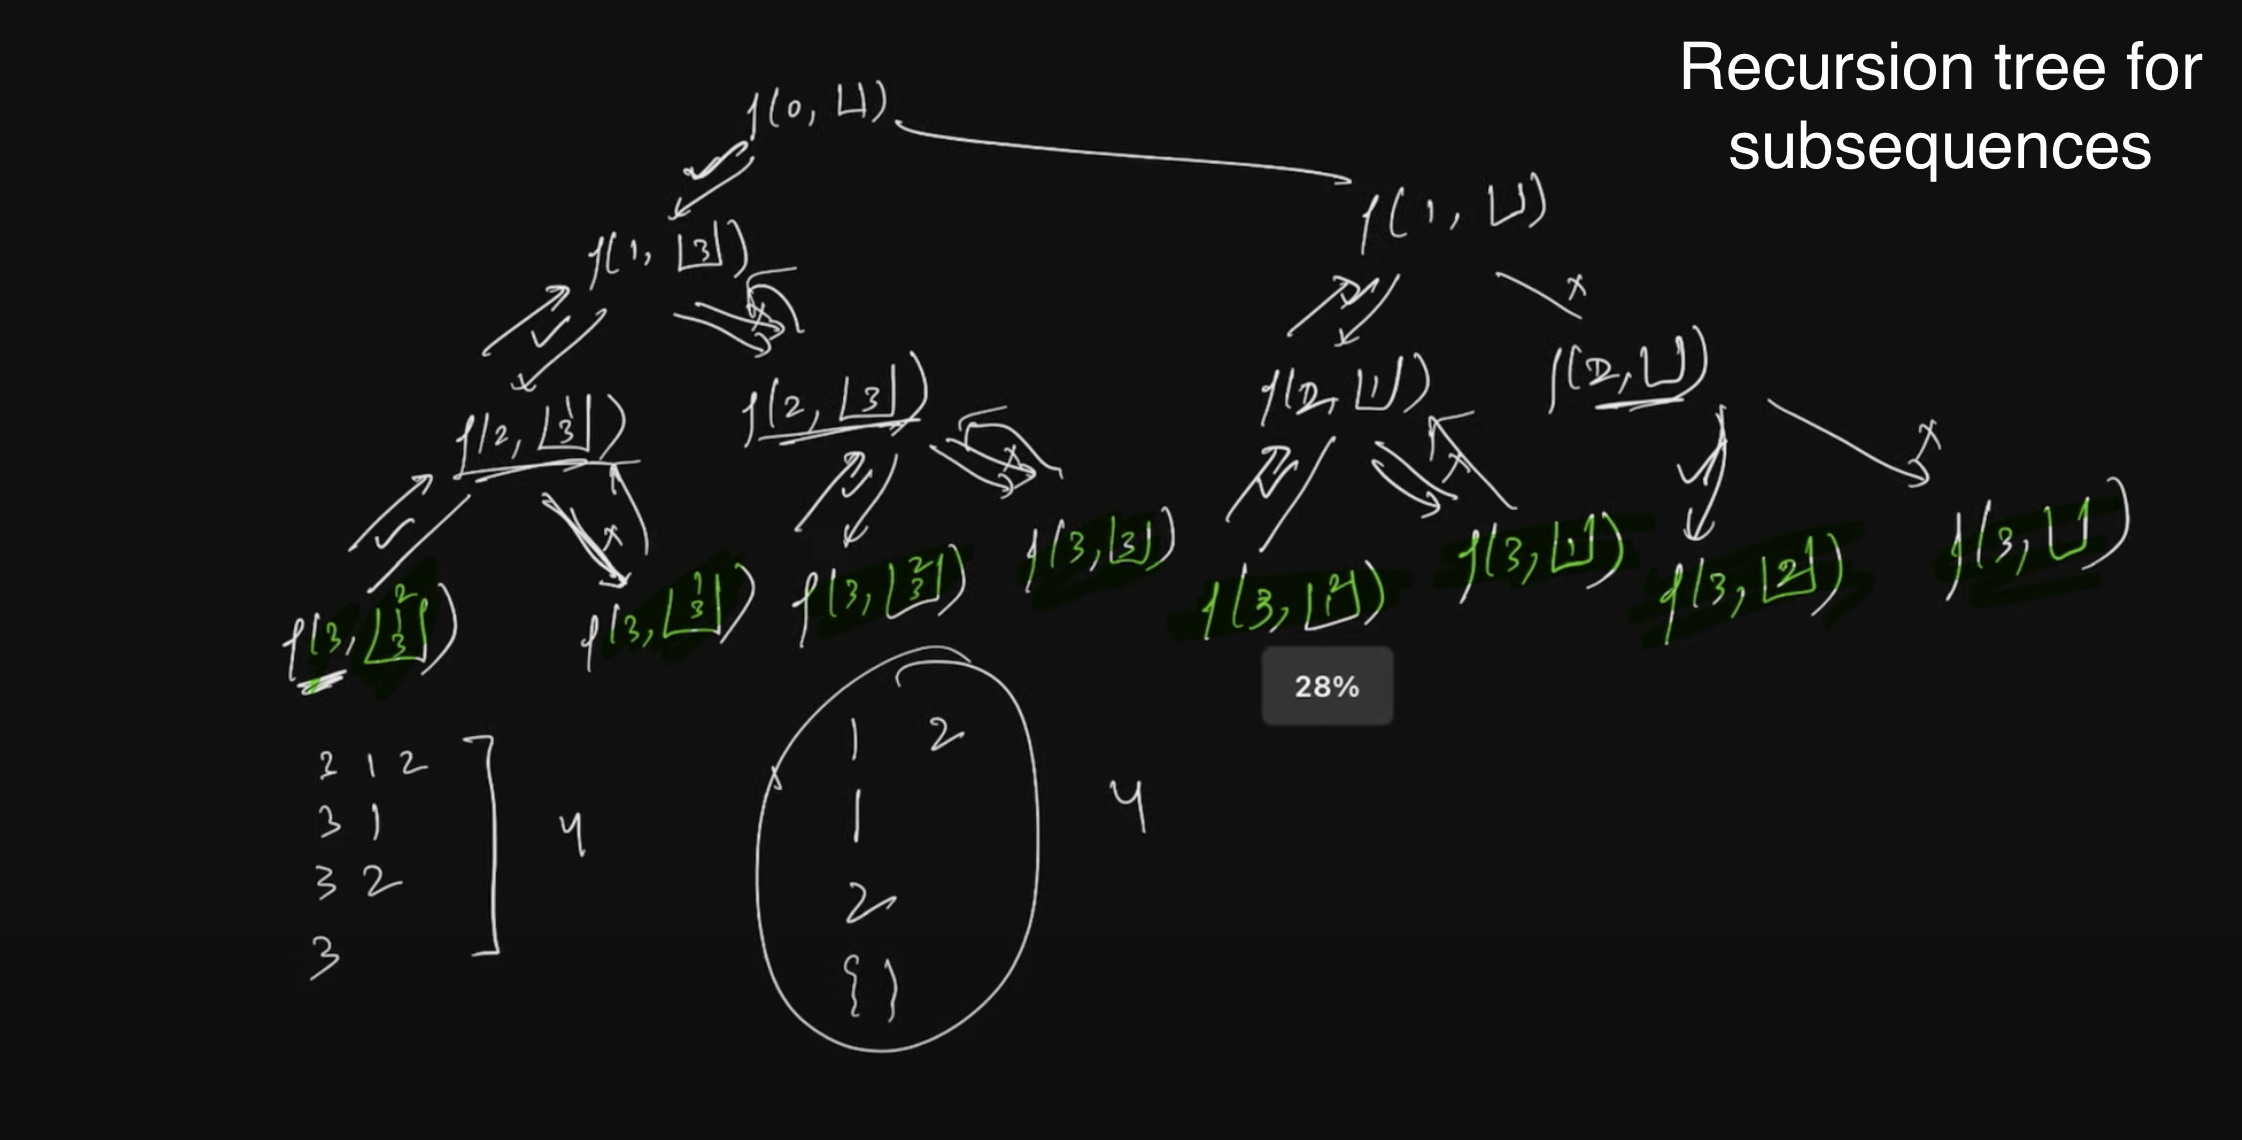 Recursion tree for
subsequences
f(0, [])
f(1, [3])
f(1, [])
f(2, [3 1])
f(2, [3])
f(2, [1])
f(2, [])
f(3, [3 1 2])
f(3, [3 1])
f(3, [3 2])
f(3, [3])
f(3, [1 2])
f(3, [1])
f(3, [2])
f(3, [])
28%
3 1 2
3 1
3 2
3
4
1 2
1
2
{ }
4